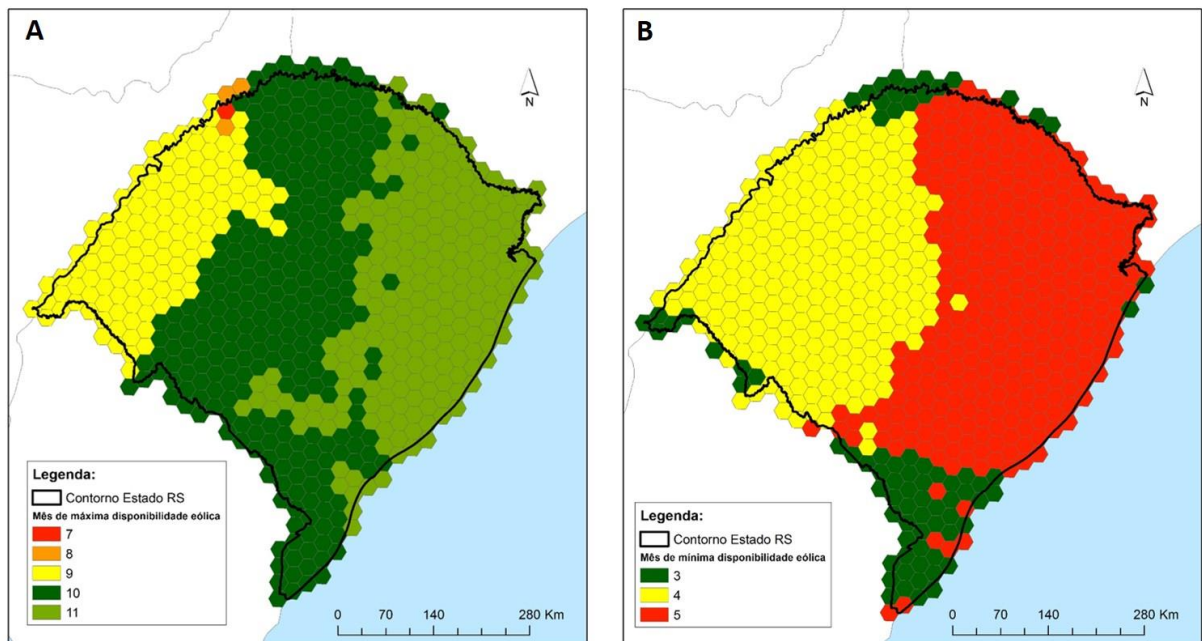 A
N
Legenda:
Contorno Estado RS
Mês de máxima disponibilidade eólica
7
8
9
10
11
0 70 140 280 Km
B
N
Legenda:
Contorno Estado RS
Mês de mínima disponibilidade eólica
3
4
5
0 70 140 280 Km